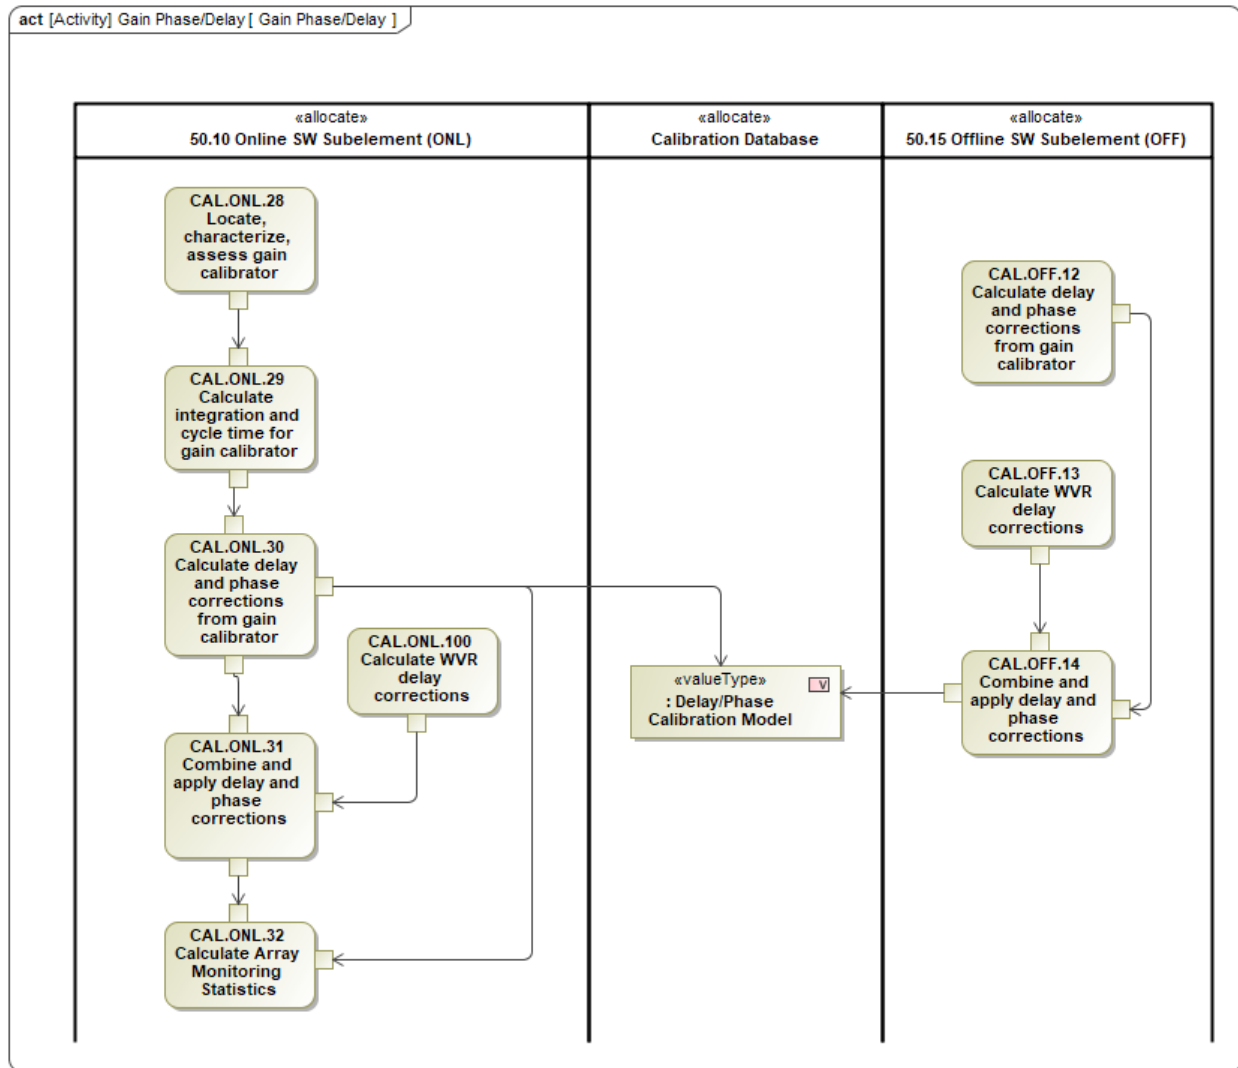 act [Activity] Gain Phase/Delay [ Gain Phase/Delay ]
«allocate»
50.10 Online SW Subelement (ONL)
«allocate»
Calibration Database
«allocate»
50.15 Offline SW Subelement (OFF)
CAL.ONL.28
Locate,
characterize,
assess gain
calibrator
CAL.ONL.29
Calculate
integration and
cycle time for
gain calibrator
CAL.ONL.30
Calculate delay
and phase
corrections
from gain
calibrator
CAL.ONL.100
Calculate WVR
delay
corrections
CAL.ONL.31
Combine and
apply delay and
phase
corrections
CAL.ONL.32
Calculate Array
Monitoring
Statistics
«valueType»
V
: Delay/Phase
Calibration Model
CAL.OFF.12
Calculate delay
and phase
corrections
from gain
calibrator
CAL.OFF.13
Calculate WVR
delay
corrections
CAL.OFF.14
Combine and
apply delay and
phase
corrections